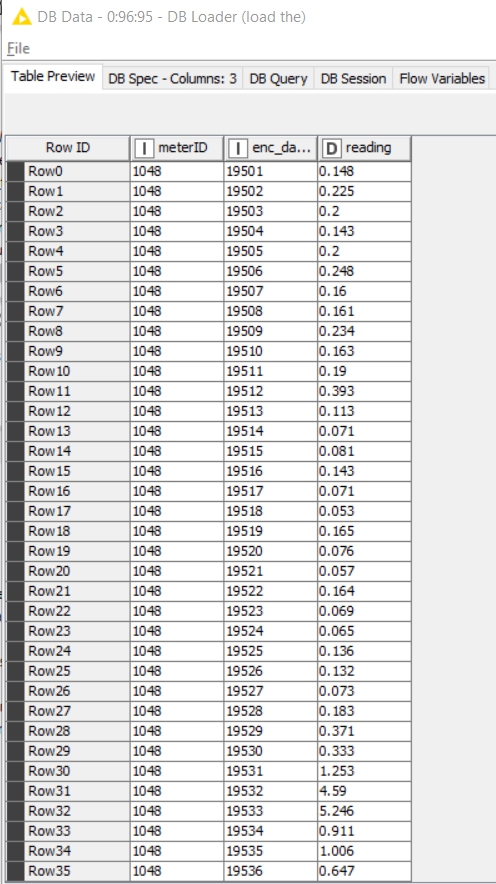 DB Data - 0:96:95 - DB Loader (load the)
File
Table Preview DB Spec - Columns: 3 DB Query DB Session Flow Variables
Row ID I meterID I enc_da... D reading
Row0 1048 19501 0.148
Row1 1048 19502 0.225
Row2 1048 19503 0.2
Row3 1048 19504 0.143
Row4 1048 19505 0.2
Row5 1048 19506 0.248
Row6 1048 19507 0.16
Row7 1048 19508 0.161
Row8 1048 19509 0.234
Row9 1048 19510 0.163
Row10 1048 19511 0.19
Row11 1048 19512 0.393
Row12 1048 19513 0.113
Row13 1048 19514 0.071
Row14 1048 19515 0.081
Row15 1048 19516 0.143
Row16 1048 19517 0.071
Row17 1048 19518 0.053
Row18 1048 19519 0.165
Row19 1048 19520 0.076
Row20 1048 19521 0.057
Row21 1048 19522 0.164
Row22 1048 19523 0.069
Row23 1048 19524 0.065
Row24 1048 19525 0.136
Row25 1048 19526 0.132
Row26 1048 19527 0.073
Row27 1048 19528 0.183
Row28 1048 19529 0.371
Row29 1048 19530 0.333
Row30 1048 19531 1.253
Row31 1048 19532 4.59
Row32 1048 19533 5.246
Row33 1048 19534 0.911
Row34 1048 19535 1.006
Row35 1048 19536 0.647